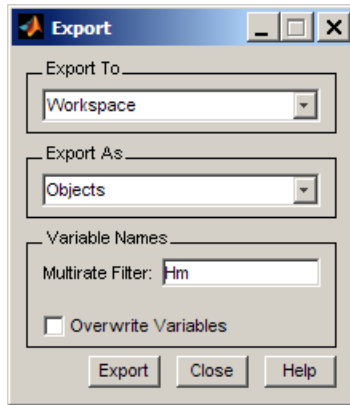 Export
Export To
Workspace
Export As
Objects
Variable Names
Multirate Filter: Hm
Overwrite Variables
Export Close Help